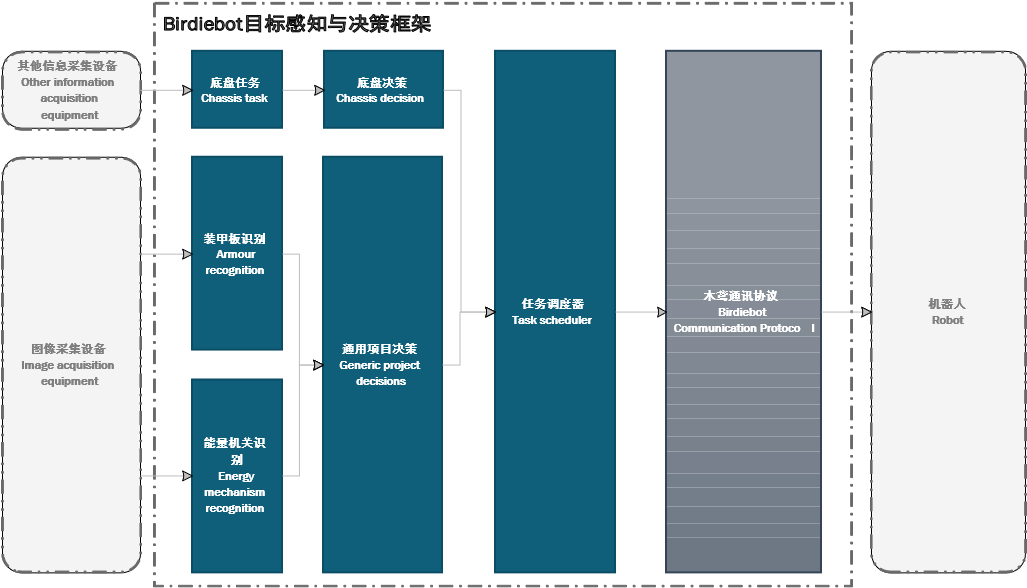 Birdiebot目标感知与决策框架
其他信息采集设备
Other information
acquisition
equipment
底盘任务
Chassis task
底盘决策
Chassis decision
装甲板识别
Armour
recognition
图像采集设备
Image acquisition
equipment
能量机关识
别
Energy
mechanism
recognition
通用项目决策
Generic project
decisions
任务调度器
Task scheduler
木鸢通讯协议
Birdiebot
Communication Protoco l
机器人
Robot